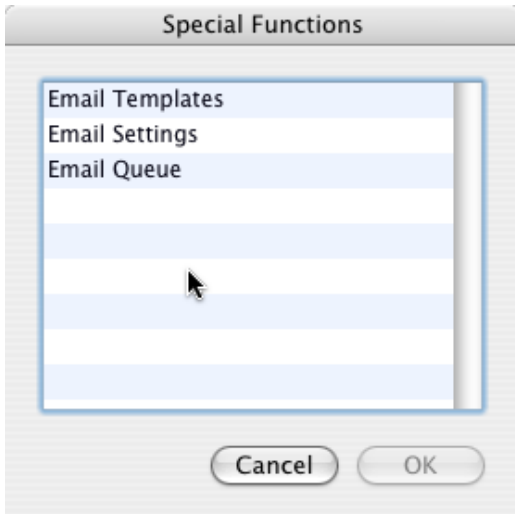 Special Functions
Email Templates
Email Settings
Email Queue
Cancel
OK